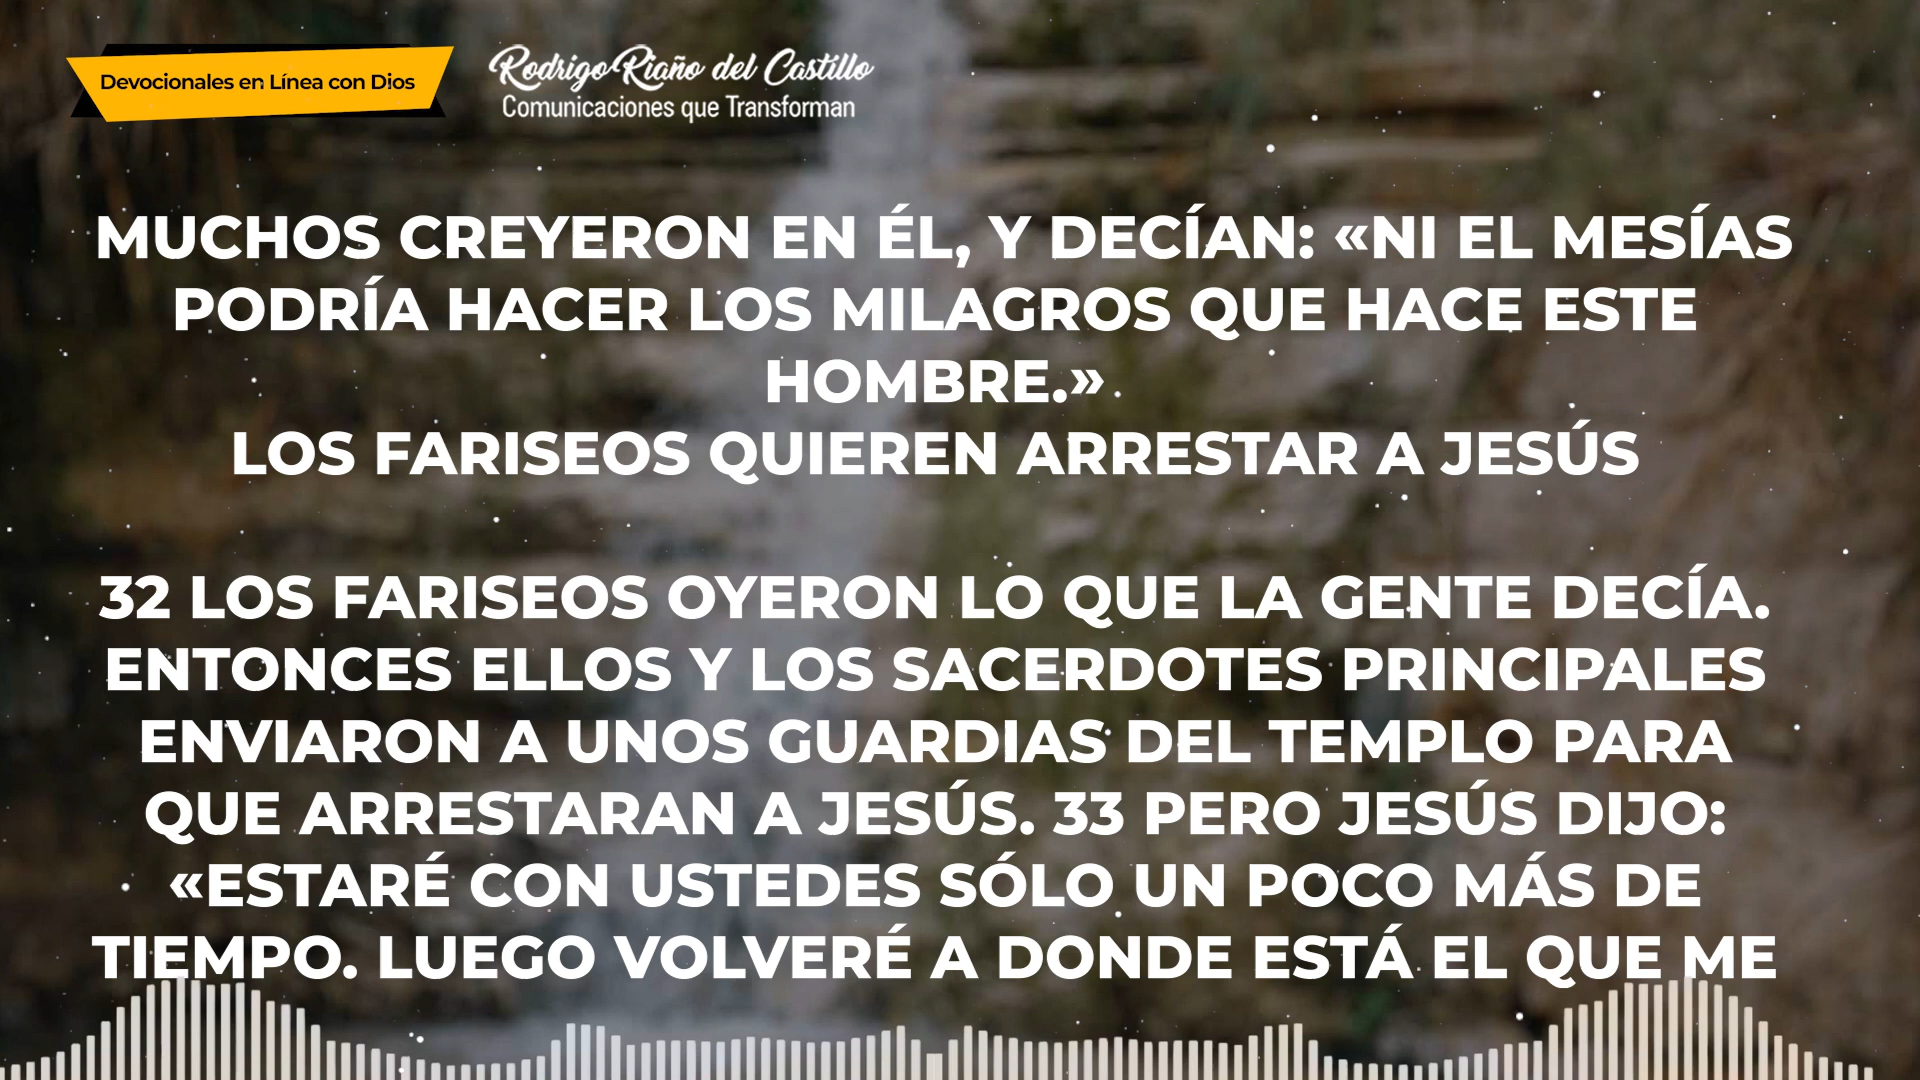 Devocionales en Línea con Dios
Rodrigo Riaño del Castillo
Comunicaciones que Transforman
MUCHOS CREYERON EN ÉL, Y DECÍAN: «NI EL MESÍAS
PODRÍA HACER LOS MILAGROS QUE HACE ESTE
HOMBRE.»
LOS FARISEOS QUIEREN ARRESTAR A JESÚS
32 LOS FARISEOS OYERON LO QUE LA GENTE DECÍA.
ENTONCES ELLOS Y LOS SACERDOTES PRINCIPALES
ENVIARON A UNOS GUARDIAS DEL TEMPLO PARA
QUE ARRESTARAN A JESÚS. 33 PERO JESÚS DIJO:
«ESTARÉ CON USTEDES SÓLO UN POCO MÁS DE
TIEMPO. LUEGO VOLVERÉ A DONDE ESTÁ EL QUE ME